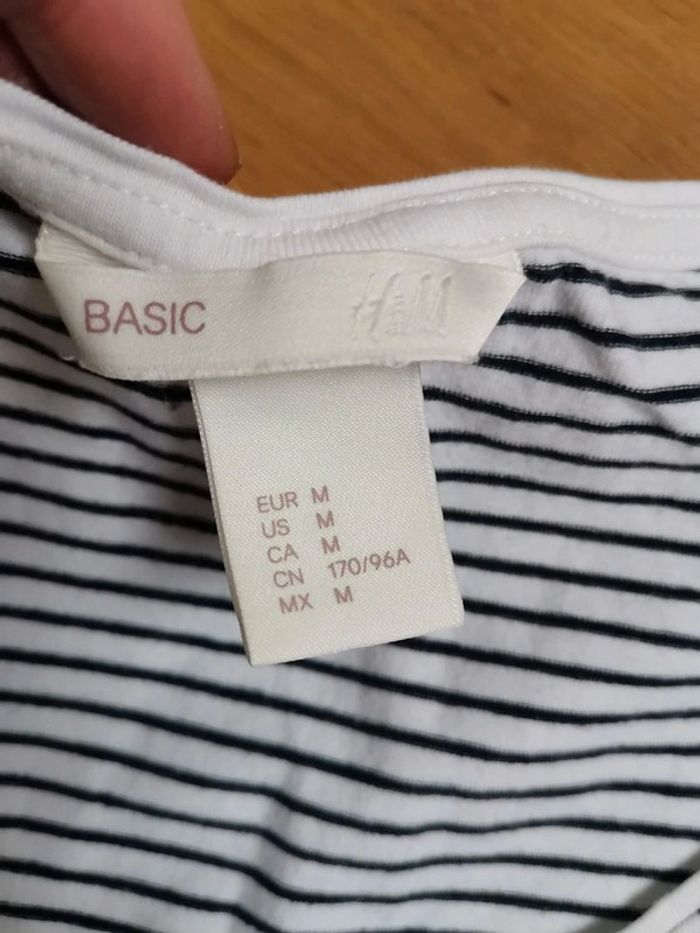 BASIC H&M
EUR M
US M
CA M
CN 170/96A
MX M